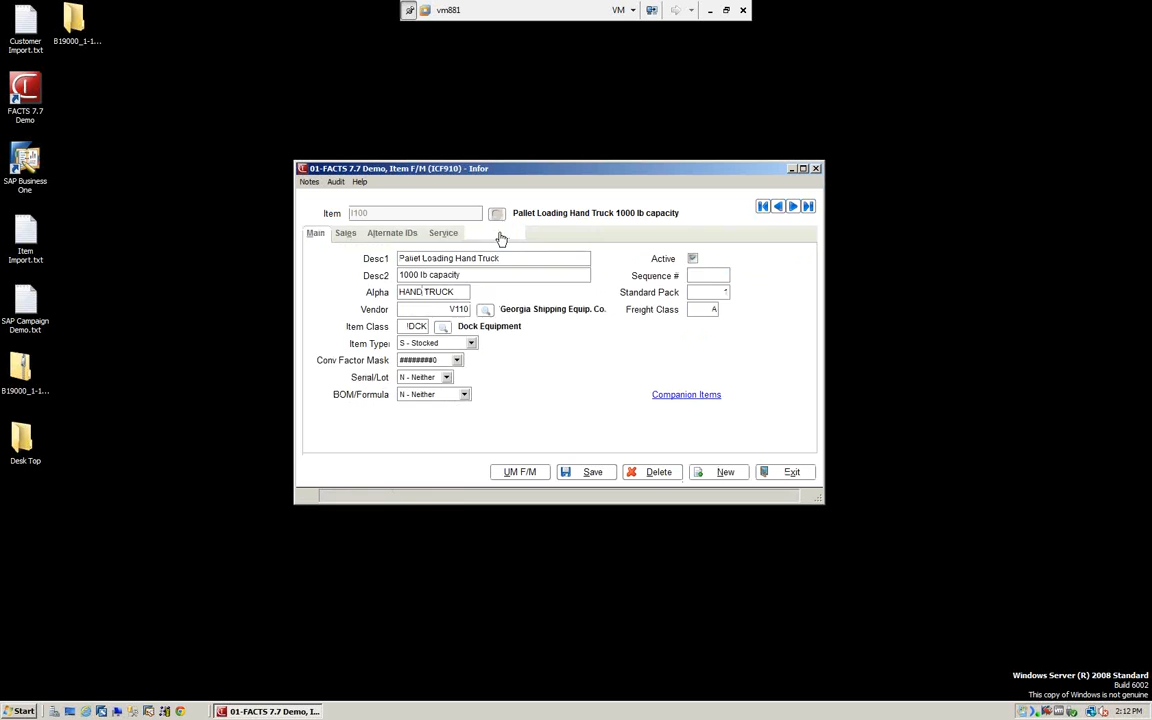 vm881
VM
Customer
Import.txt
B19000_1-1...
FACTS 7.7
Demo
SAP Business
One
Item
Import.txt
SAP Campaign
Demo.txt
B19000_1-1...
Desk Top
01-FACTS 7.7 Demo, Item F/M (ICF910) - Infor
Notes Audit Help
Item I100 Pallet Loading Hand Truck 1000 lb capacity
Main Sales Alternate IDs Service
Desc1 Pallet Loading Hand Truck Active
Desc2 1000 lb capacity Sequence #
Alpha HAND TRUCK Standard Pack
Vendor V110 Georgia Shipping Equip. Co. Freight Class A
Item Class DCK Dock Equipment
Item Type S - Stocked
Conv Factor Mask ########0
Serial/Lot N - Neither
BOM/Formula N - Neither
Companion Items
UM F/M Save Delete New Exit
Windows Server (R) 2008 Standard
Build 6002
This copy of Windows is not genuine
Start 01-FACTS 7.7 Demo, I... 2:12 PM